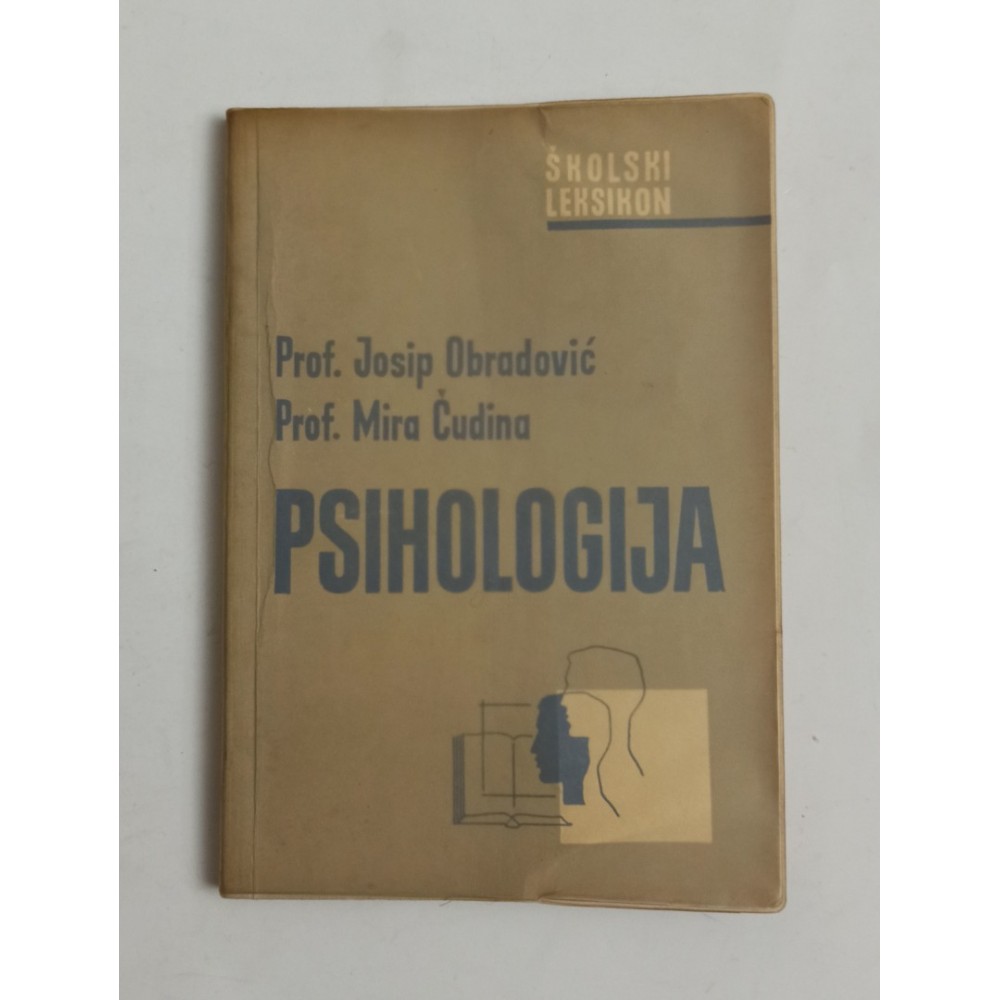 ŠKOLSKI
LEKSIKON
Prof. Josip Obradović
Prof. Mira Čudina
PSIHOLOGIJA